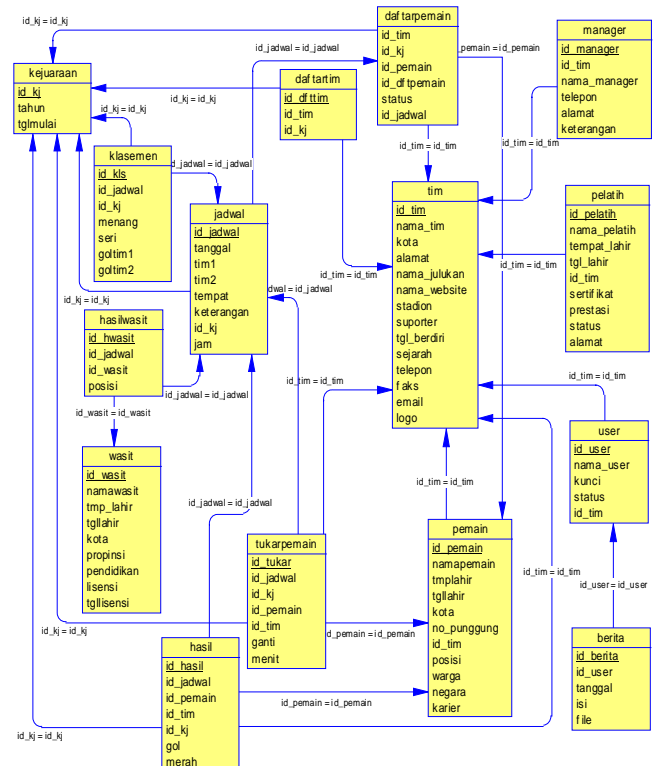 id_kj = id_kj
daftarpemain
id_tim
id_kj
id_pemain
id_dftpemain
status
id_jadwal
manager
id_manager
id_tim
nama_manager
telepon
alamat
keterangan
id_jadwal = id_jadwal
_pemain = id_pemain
kejuaraan
id_kj
tahun
tglmulai
daftartim
id_dfttim
id_tim
id_kj
id_kj = id_kj
id_kj = id_kj
id_tim = id_tim
klasemen
id_kls
id_jadwal
id_kj
menang
seri
goltim1
goltim2
d_jadwal = id_jadwal
jadwal
id_jadwal
tanggal
tim1
tim2
tempat
keterangan
id_kj
jam
tim
id_tim
nama_tim
kota
alamat
nama_julukan
nama_website
stadion
suporter
tgl_berdiri
sejarah
telepon
faks
email
logo
id_tim = id_tim
pelatih
id_pelatih
nama_pelatih
tempat_lahir
tgl_lahir
id_tim
sertifikat
prestasi
status
alamat
id_tim = id_tim
id_tim = id_tim
dwal = id_jadwal
id_kj = id_kj
hasilwasit
id_hwasit
id_jadwal
id_wasit
posisi
id_jadwal = id_jadwal
id_tim = id_tim
id_tim = id_tim
id_wasit = id_wasit
wasit
id_wasit
namawasit
tmp_lahir
tgllahir
kota
propinsi
pendidikan
lisensi
tgllisensi
user
id_user
nama_user
kunci
status
id_tim
id_tim = id_tim
id_jadwal = id_jadwal
tukarpemain
id_tukar
id_jadwal
id_kj
id_pemain
id_tim
ganti
menit
pemain
id_pemain
namapemain
tmplahir
tgllahir
kota
no_punggung
id_tim
posisi
warga
negara
karier
id_tim = id_tim
id_user = id_user
id_kj = id_kj
d_pemain = id_pemain
berita
id_berita
id_user
tanggal
isi
file
hasil
id_hasil
id_jadwal
id_pemain
id_tim
id_kj
gol
merah
id_pemain = id_pemain
id_kj = id_kj